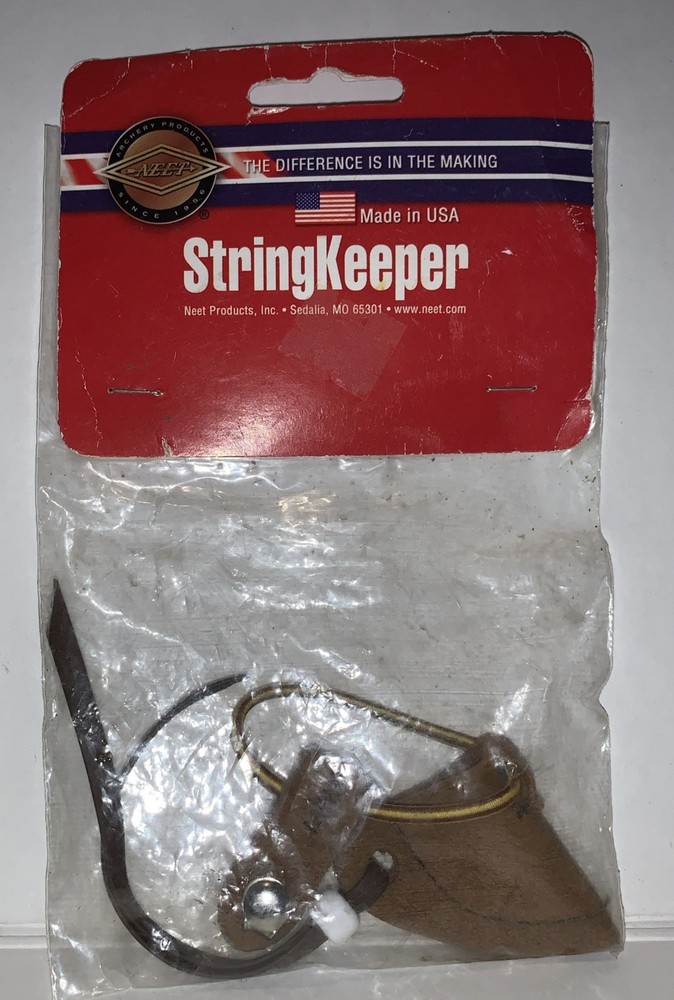 ARCHERY PRODUCTS
NEET
SINCE 1956
®
THE DIFFERENCE IS IN THE MAKING
Made in USA
StringKeeper
Neet Products, Inc. • Sedalia, MO 65301 • www.neet.com